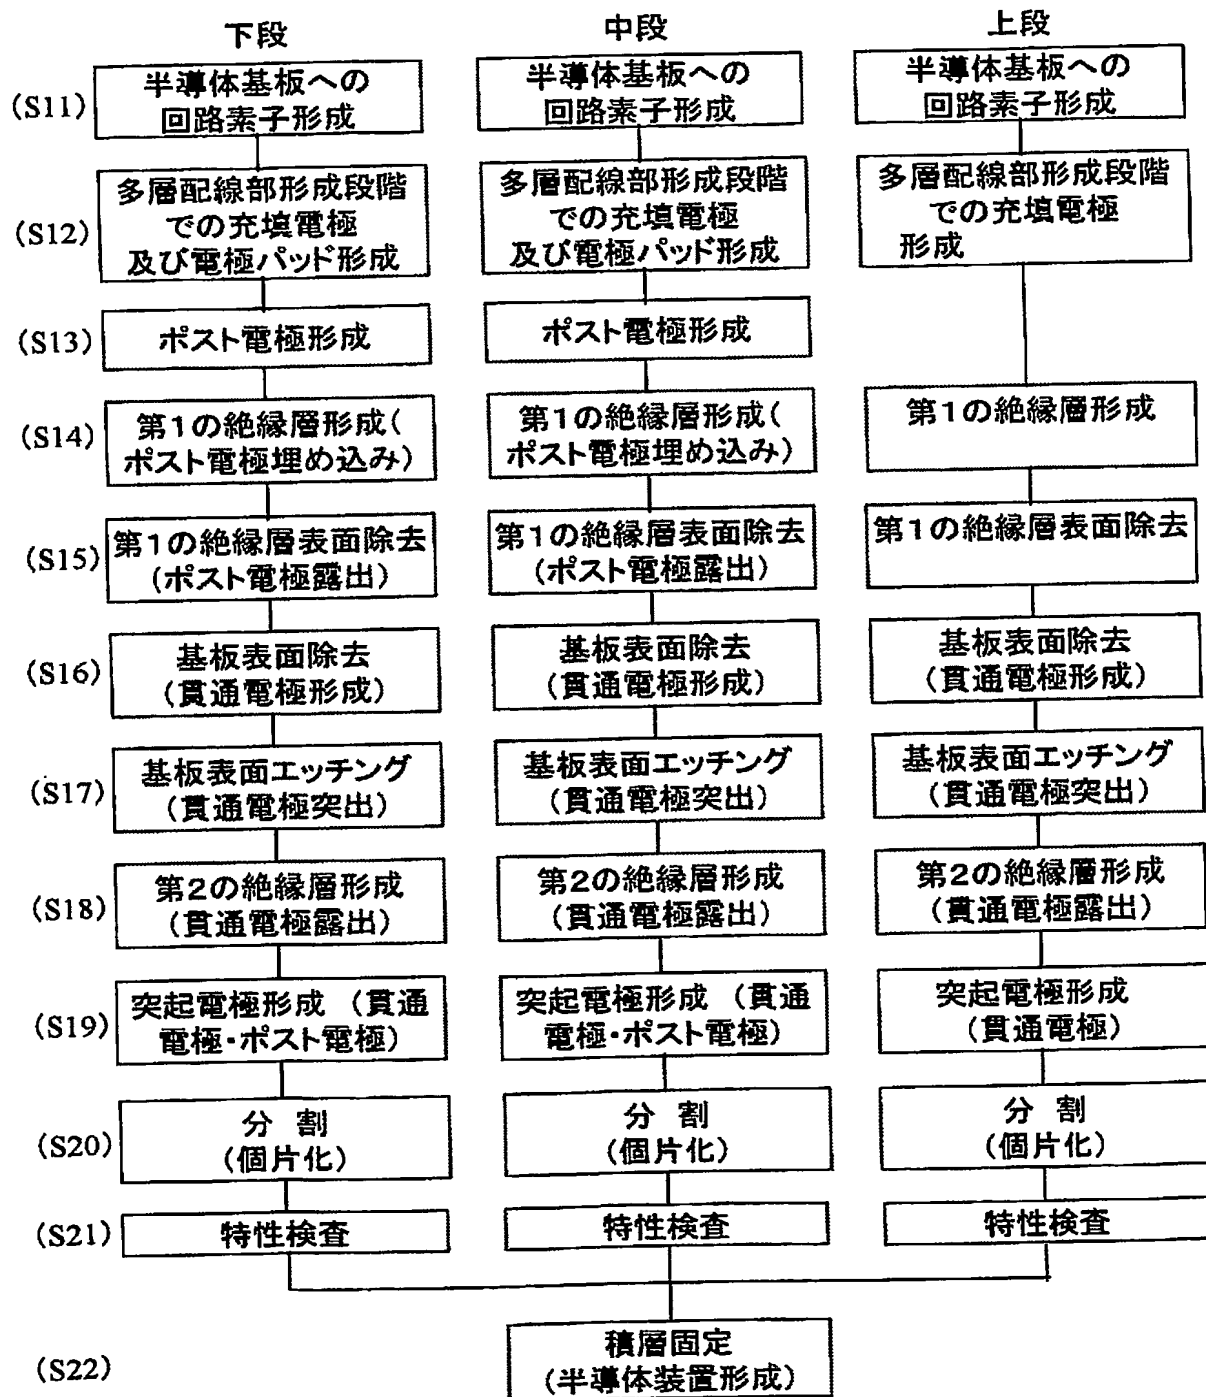 下段
中段
上段
(S11)
半導体基板への
回路素子形成
半導体基板への
回路素子形成
半導体基板への
回路素子形成
(S12)
多層配線部形成段階
での充填電極
及び電極パッド形成
多層配線部形成段階
での充填電極
及び電極パッド形成
多層配線部形成段階
での充填電極
形成
(S13)
ポスト電極形成
ポスト電極形成
(S14)
第1の絶縁層形成(
ポスト電極埋め込み)
第1の絶縁層形成(
ポスト電極埋め込み)
第1の絶縁層形成
(S15)
第1の絶縁層表面除去
(ポスト電極露出)
第1の絶縁層表面除去
(ポスト電極露出)
第1の絶縁層表面除去
(S16)
基板表面除去
(貫通電極形成)
基板表面除去
(貫通電極形成)
基板表面除去
(貫通電極形成)
(S17)
基板表面エッチング
(貫通電極突出)
基板表面エッチング
(貫通電極突出)
基板表面エッチング
(貫通電極突出)
(S18)
第2の絶縁層形成
(貫通電極露出)
第2の絶縁層形成
(貫通電極露出)
第2の絶縁層形成
(貫通電極露出)
(S19)
突起電極形成 (貫通
電極・ポスト電極)
突起電極形成 (貫通
電極・ポスト電極)
突起電極形成
(貫通電極)
(S20)
分 割
(個片化)
分 割
(個片化)
分 割
(個片化)
(S21)
特性検査
特性検査
特性検査
(S22)
積層固定
(半導体装置形成)